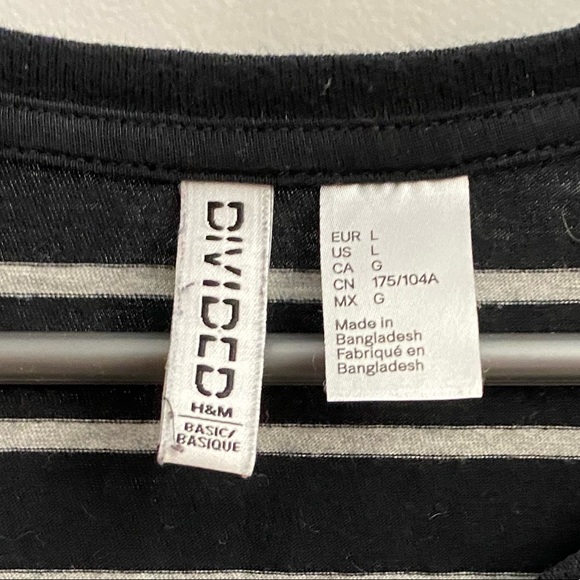 DIVIDED
H&M
BASIC/
BASIQUE
EUR L
US L
CA G
CN 175/104A
MX G
Made in
Bangladesh
Fabriqué en
Bangladesh